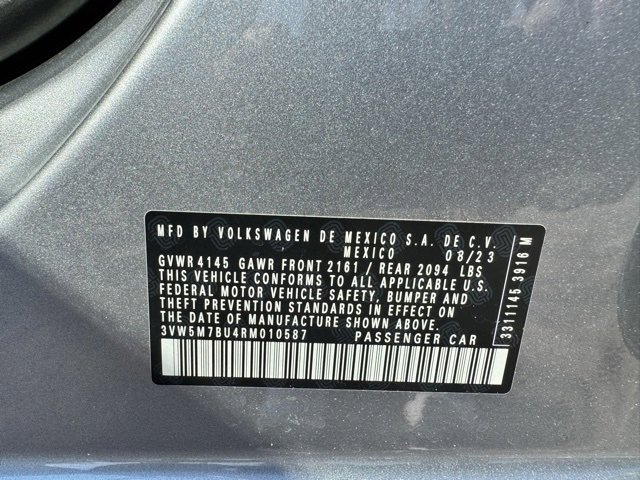 MFD BY VOLKSWAGEN DE MEXICO S.A. DE C.V.
MEXICO 08/23
GVWR 4145 GAWR FRONT 2161 / REAR 2094 LBS
THIS VEHICLE CONFORMS TO ALL APPLICABLE U.S.
FEDERAL MOTOR VEHICLE SAFETY, BUMPER AND
THEFT PREVENTION STANDARDS IN EFFECT ON
THE DATE OF MANUFACTURE SHOWN ABOVE
3VW5M7BU4RM010587 PASSENGER CAR
33111145 3916 M